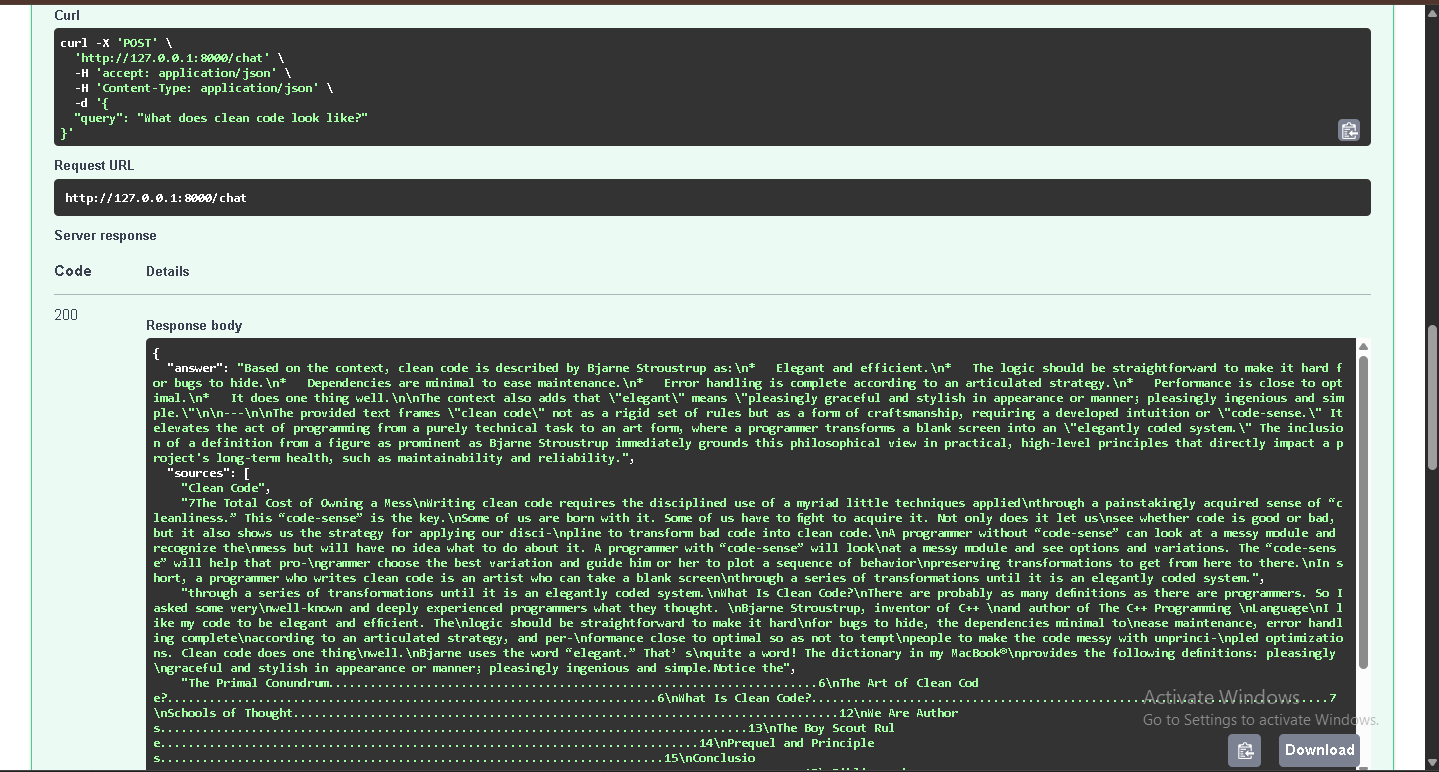 Curl
curl -X 'POST' \
'http://127.0.0.1:8000/chat' \
-H 'accept: application/json' \
-H 'Content-Type: application/json' \
-d '{
"query": "What does clean code look like?"
}'
Request URL
http://127.0.0.1:8000/chat
Server response
Code Details
200
Response body
{
"answer": "Based on the context, clean code is described by Bjarne Stroustrup as:\n*   Elegant and efficient.\n*   The logic should be straightforward to make it hard f
or bugs to hide.\n*   Dependencies are minimal to ease maintenance.\n*   Error handling is complete according to an articulated strategy.\n*   Performance is close to opt
imal.\n*   It does one thing well.\n\nThe context also adds that \"elegant\" means \"pleasingly graceful and stylish in appearance or manner; pleasingly ingenious and sim
ple.\"\n\n---\n\nThe provided text frames \"clean code\" not as a rigid set of rules but as a form of craftsmanship, requiring a developed intuition or \"code-sense.\" It
elevates the act of programming from a purely technical task to an art form, where a programmer transforms a blank screen into an \"elegantly coded system.\" The inclusio
n of a definition from a figure as prominent as Bjarne Stroustrup immediately grounds this philosophical view in practical, high-level principles that directly impact a p
roject's long-term health, such as maintainability and reliability.",
"sources": [
"Clean Code",
"7The Total Cost of Owning a Mess\nWriting clean code requires the disciplined use of a myriad little techniques applied\nthrough a painstakingly acquired sense of “c
leanliness.” This “code-sense” is the key.\nSome of us are born with it. Some of us have to fight to acquire it. Not only does it let us\nsee whether code is good or bad,
but it also shows us the strategy for applying our disci-\npline to transform bad code into clean code.\nA programmer without “code-sense” can look at a messy module and
recognize the\nmess but will have no idea what to do about it. A programmer with “code-sense” will look\nat a messy module and see options and variations. The “code-sens
e” will help that pro-\ngrammer choose the best variation and guide him or her to plot a sequence of behavior\npreserving transformations to get from here to there.\nIn s
hort, a programmer who writes clean code is an artist who can take a blank screen\nthrough a series of transformations until it is an elegantly coded system.",
"through a series of transformations until it is an elegantly coded system.\nWhat Is Clean Code?\nThere are probably as many definitions as there are programmers. So I
asked some very\nwell-known and deeply experienced programmers what they thought. \nBjarne Stroustrup, inventor of C++ \nand author of The C++ Programming \nLanguage\nI l
ike my code to be elegant and efficient. The\nlogic should be straightforward to make it hard\nfor bugs to hide, the dependencies minimal to\nease maintenance, error handl
ing complete\naccording to an articulated strategy, and per-\nformance close to optimal so as not to tempt\npeople to make the code messy with unprinci-\npled optimizatio
ns. Clean code does one thing\nwell.\nBjarne uses the word “elegant.” That’ s\nquite a word! The dictionary in my MacBook®\nprovides the following definitions: pleasingly
\ngraceful and stylish in appearance or manner; pleasingly ingenious and simple.Notice the",
"The Primal Conundrum......................................................................6\nThe Art of Clean Cod
e?.......................................................................6\nWhat Is Clean Code?...........................................................................7
\nSchools of Thought...............................................................................12\nWe Are Author
s.....................................................................................13\nThe Boy Scout Rul
e..............................................................................14\nPrequel and Principle
s.........................................................................15\nConclusio
Activate Windows
Go to Settings to activate Windows.
Download